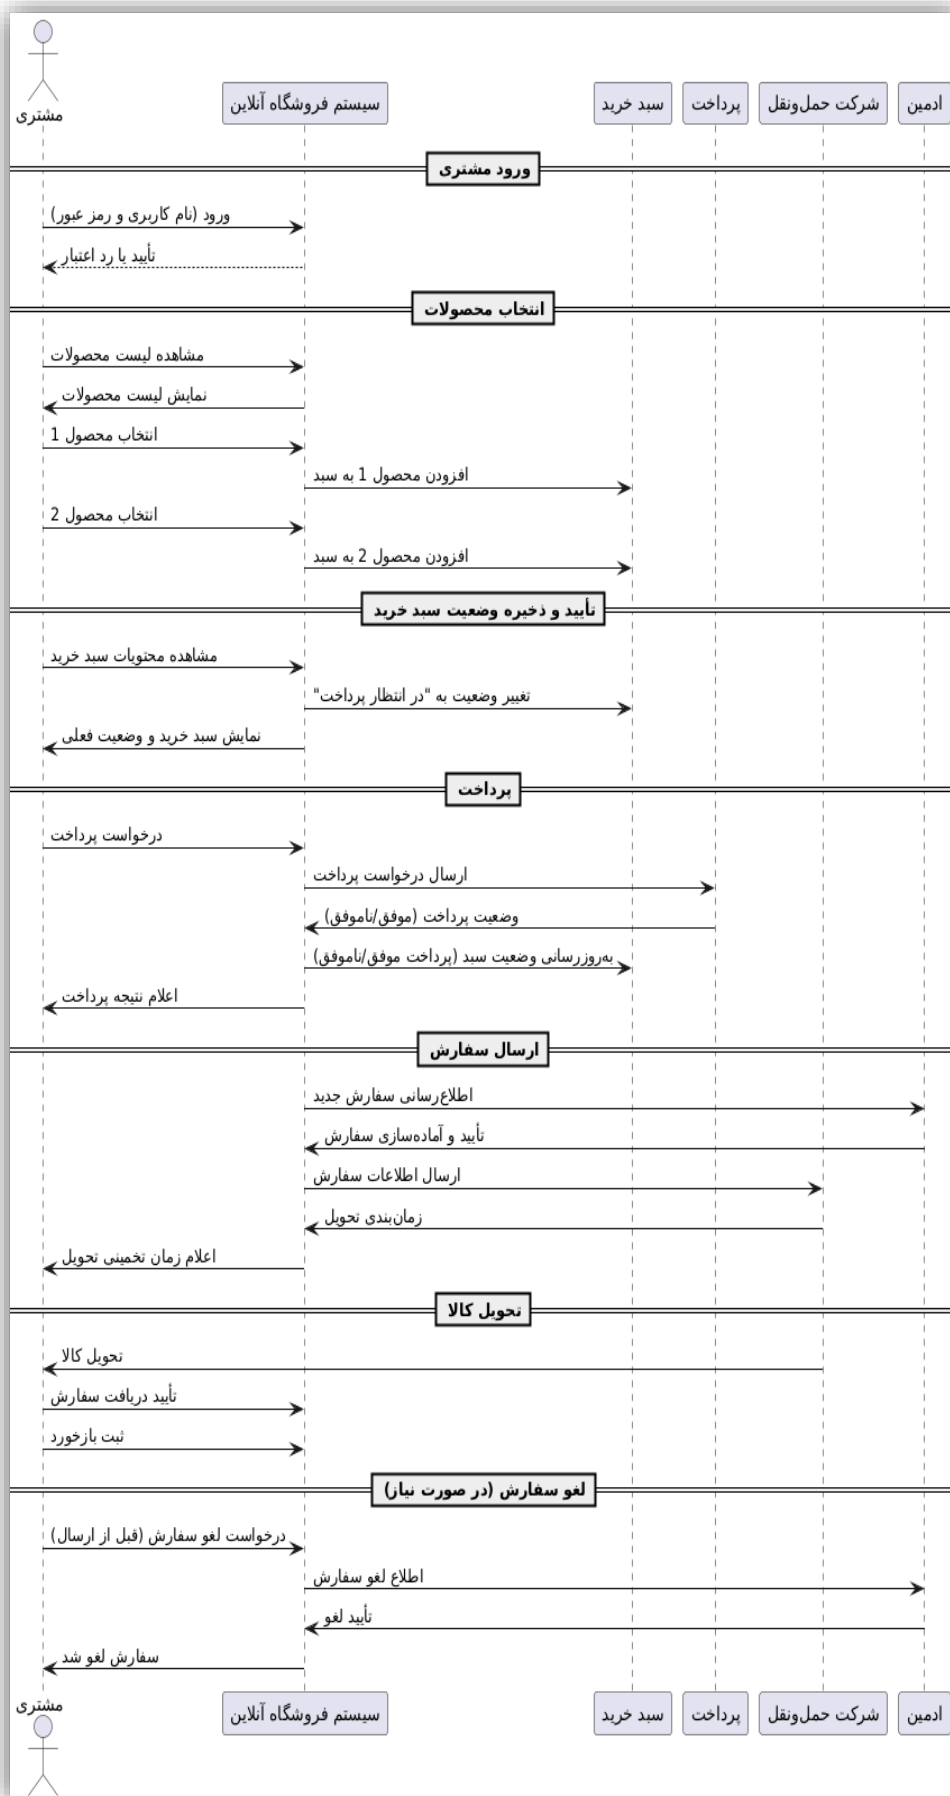 مشتری
سیستم فروشگاه آنلاین
سبد خرید
پرداخت
شرکت حمل‌ونقل
ادمین
ورود مشتری
ورود (نام کاربری و رمز عبور)
تأیید یا رد اعتبار
انتخاب محصولات
مشاهده لیست محصولات
نمایش لیست محصولات
انتخاب محصول 1
افزودن محصول 1 به سبد
انتخاب محصول 2
افزودن محصول 2 به سبد
تأیید و ذخیره وضعیت سبد خرید
مشاهده محتویات سبد خرید
تغییر وضعیت به "در انتظار پرداخت"
نمایش سبد خرید و وضعیت فعلی
پرداخت
درخواست پرداخت
ارسال درخواست پرداخت
وضعیت پرداخت (موفق/ناموفق)
به‌روزرسانی وضعیت سبد (پرداخت موفق/ناموفق)
اعلام نتیجه پرداخت
ارسال سفارش
اطلاع‌رسانی سفارش جدید
تأیید و آماده‌سازی سفارش
ارسال اطلاعات سفارش
زمان‌بندی تحویل
اعلام زمان تخمینی تحویل
تحویل کالا
تحویل کالا
تأیید دریافت سفارش
ثبت بازخورد
لغو سفارش (در صورت نیاز)
درخواست لغو سفارش (قبل از ارسال)
اطلاع لغو سفارش
تأیید لغو
سفارش لغو شد
مشتری
سیستم فروشگاه آنلاین
سبد خرید
پرداخت
شرکت حمل‌ونقل
ادمین